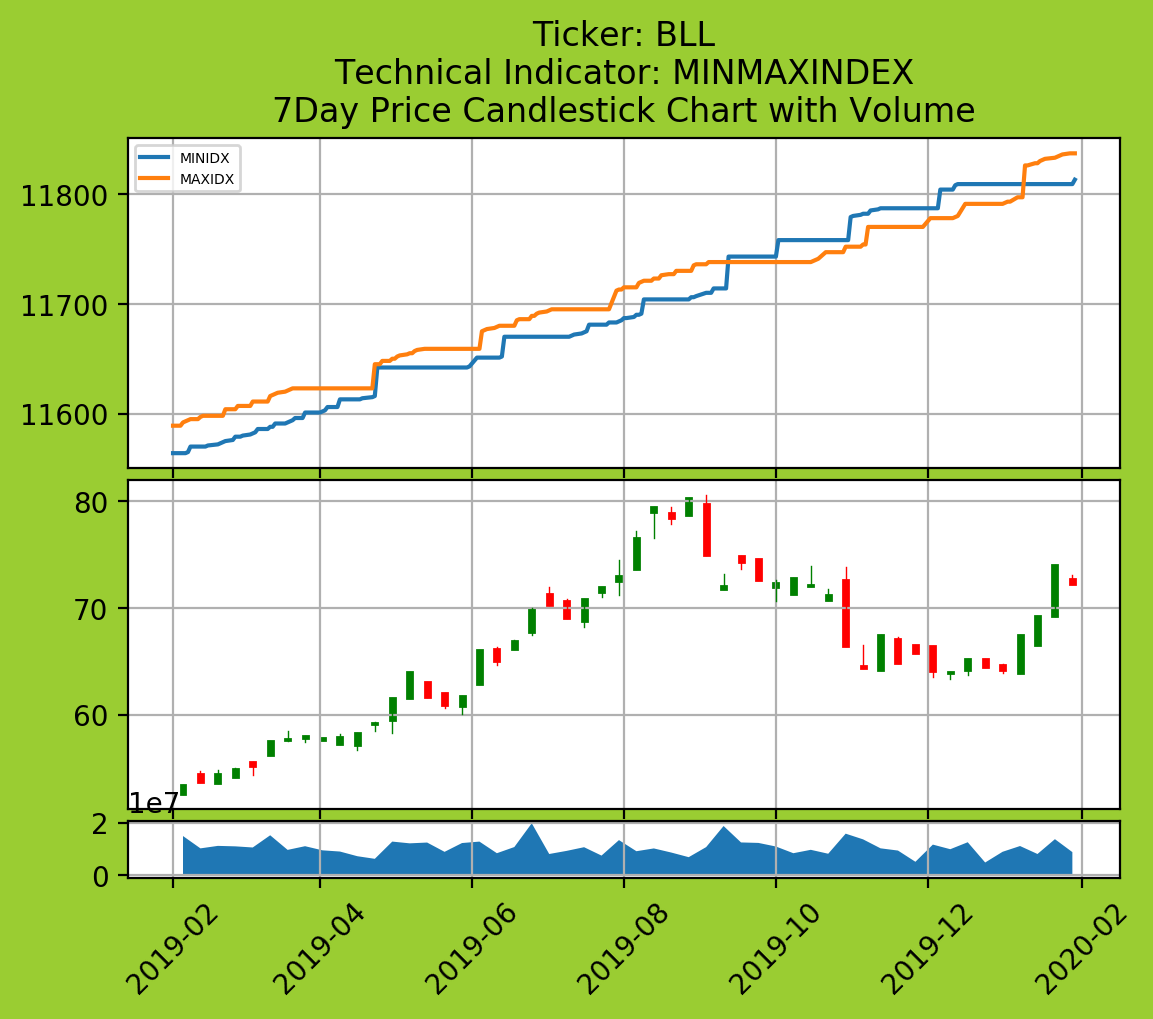 Ticker: BLL
Technical Indicator: MINMAXINDEX
7Day Price Candlestick Chart with Volume
MINIDX
MAXIDX
11800
11700
11600
80
70
60
1e7
2
0
2019-02
2019-04
2019-06
2019-08
2019-10
2019-12
2020-02